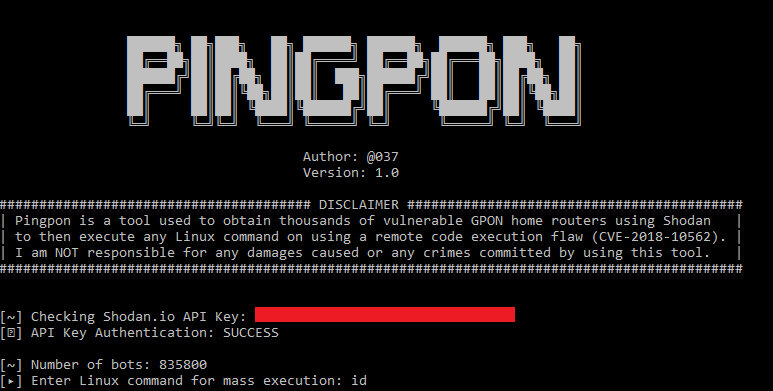 PINGPON
Author: @037
Version: 1.0
####################################### DISCLAIMER ##########################################
| Pingpon is a tool used to obtain thousands of vulnerable GPON home routers using Shodan |
| to then execute any Linux command on using a remote code execution flaw (CVE-2018-10562). |
| I am NOT responsible for any damages caused or any crimes committed by using this tool. |
#############################################################################################
[~] Checking Shodan.io API Key:
[⍰] API Key Authentication: SUCCESS
[~] Number of bots: 835800
[▸] Enter Linux command for mass execution: id